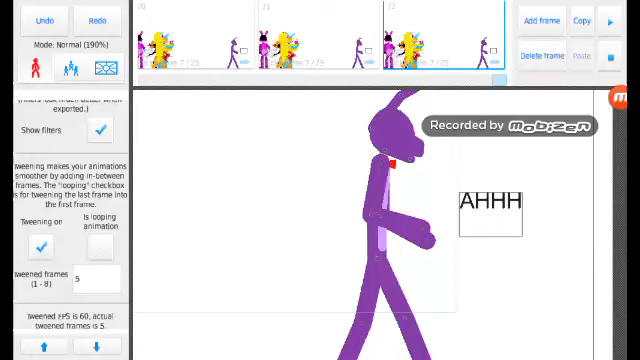 Undo
Redo
Mode: Normal (190%)
Add frame
Copy
Delete frame
Paste
exported.)
Show filters
Tweening makes your animations
smoother by adding in-between
frames. The "looping" checkbox
is for tweening the last frame into
the first frame.
Tweening on
Is looping
animation
Tweened frames
(1 - 8)
5
Tweened FPS is 60, actual
tweened frames is 5.
Recorded by mobizen
AHHH